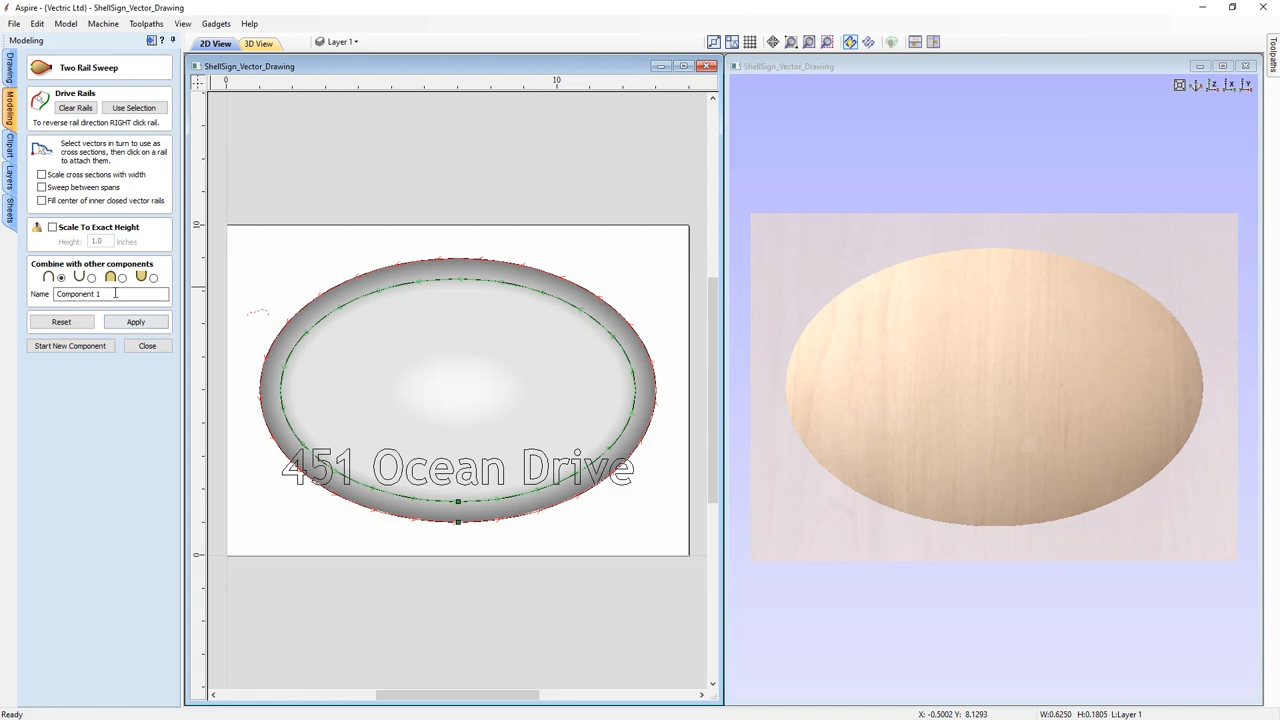 Aspire - {Vectric Ltd} - ShellSign_Vector_Drawing
File Edit Model Machine Toolpaths View Gadgets Help
Modeling
2D View 3D View Layer 1
Drawing
Modeling
Clipart
Layers
Sheets
Two Rail Sweep
Drive Rails
Clear Rails Use Selection
To reverse rail direction RIGHT click rail.
Select vectors in turn to use as
cross sections, then click on a rail
to attach them.
Scale cross sections with width
Sweep between spans
Fill center of inner closed vector rails
Scale To Exact Height
Height: 1.0 inches
Combine with other components
Name Component 1
Reset Apply
Start New Component Close
ShellSign_Vector_Drawing
0 10
10
0
451 Ocean Drive
ShellSign_Vector_Drawing
Toolpaths
Ready
X: -0.5002 Y: 8.1293
W:0.6250 H:0.1805 L:Layer 1